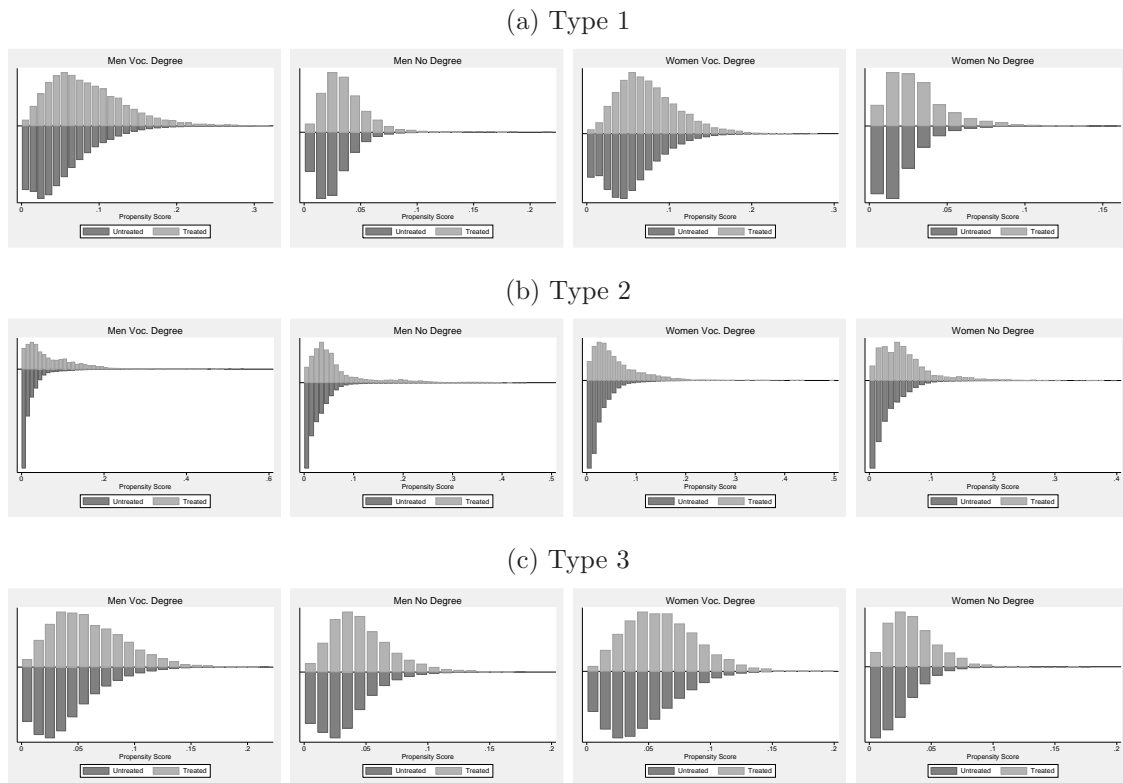 (a) Type 1
Men Voc. Degree
0 .1 .2 .3
Propensity Score
Untreated Treated
Men No Degree
0 .05 .1 .15 .2
Propensity Score
Untreated Treated
Women Voc. Degree
0 .1 .2 .3
Propensity Score
Untreated Treated
Women No Degree
0 .05 .1 .15
Propensity Score
Untreated Treated
(b) Type 2
Men Voc. Degree
0 .2 .4 .6
Propensity Score
Untreated Treated
Men No Degree
0 .1 .2 .3 .4 .5
Propensity Score
Untreated Treated
Women Voc. Degree
0 .1 .2 .3 .4 .5
Propensity Score
Untreated Treated
Women No Degree
0 .1 .2 .3 .4
Propensity Score
Untreated Treated
(c) Type 3
Men Voc. Degree
0 .05 .1 .15 .2
Propensity Score
Untreated Treated
Men No Degree
0 .05 .1 .15 .2
Propensity Score
Untreated Treated
Women Voc. Degree
0 .05 .1 .15 .2
Propensity Score
Untreated Treated
Women No Degree
0 .05 .1 .15 .2
Propensity Score
Untreated Treated